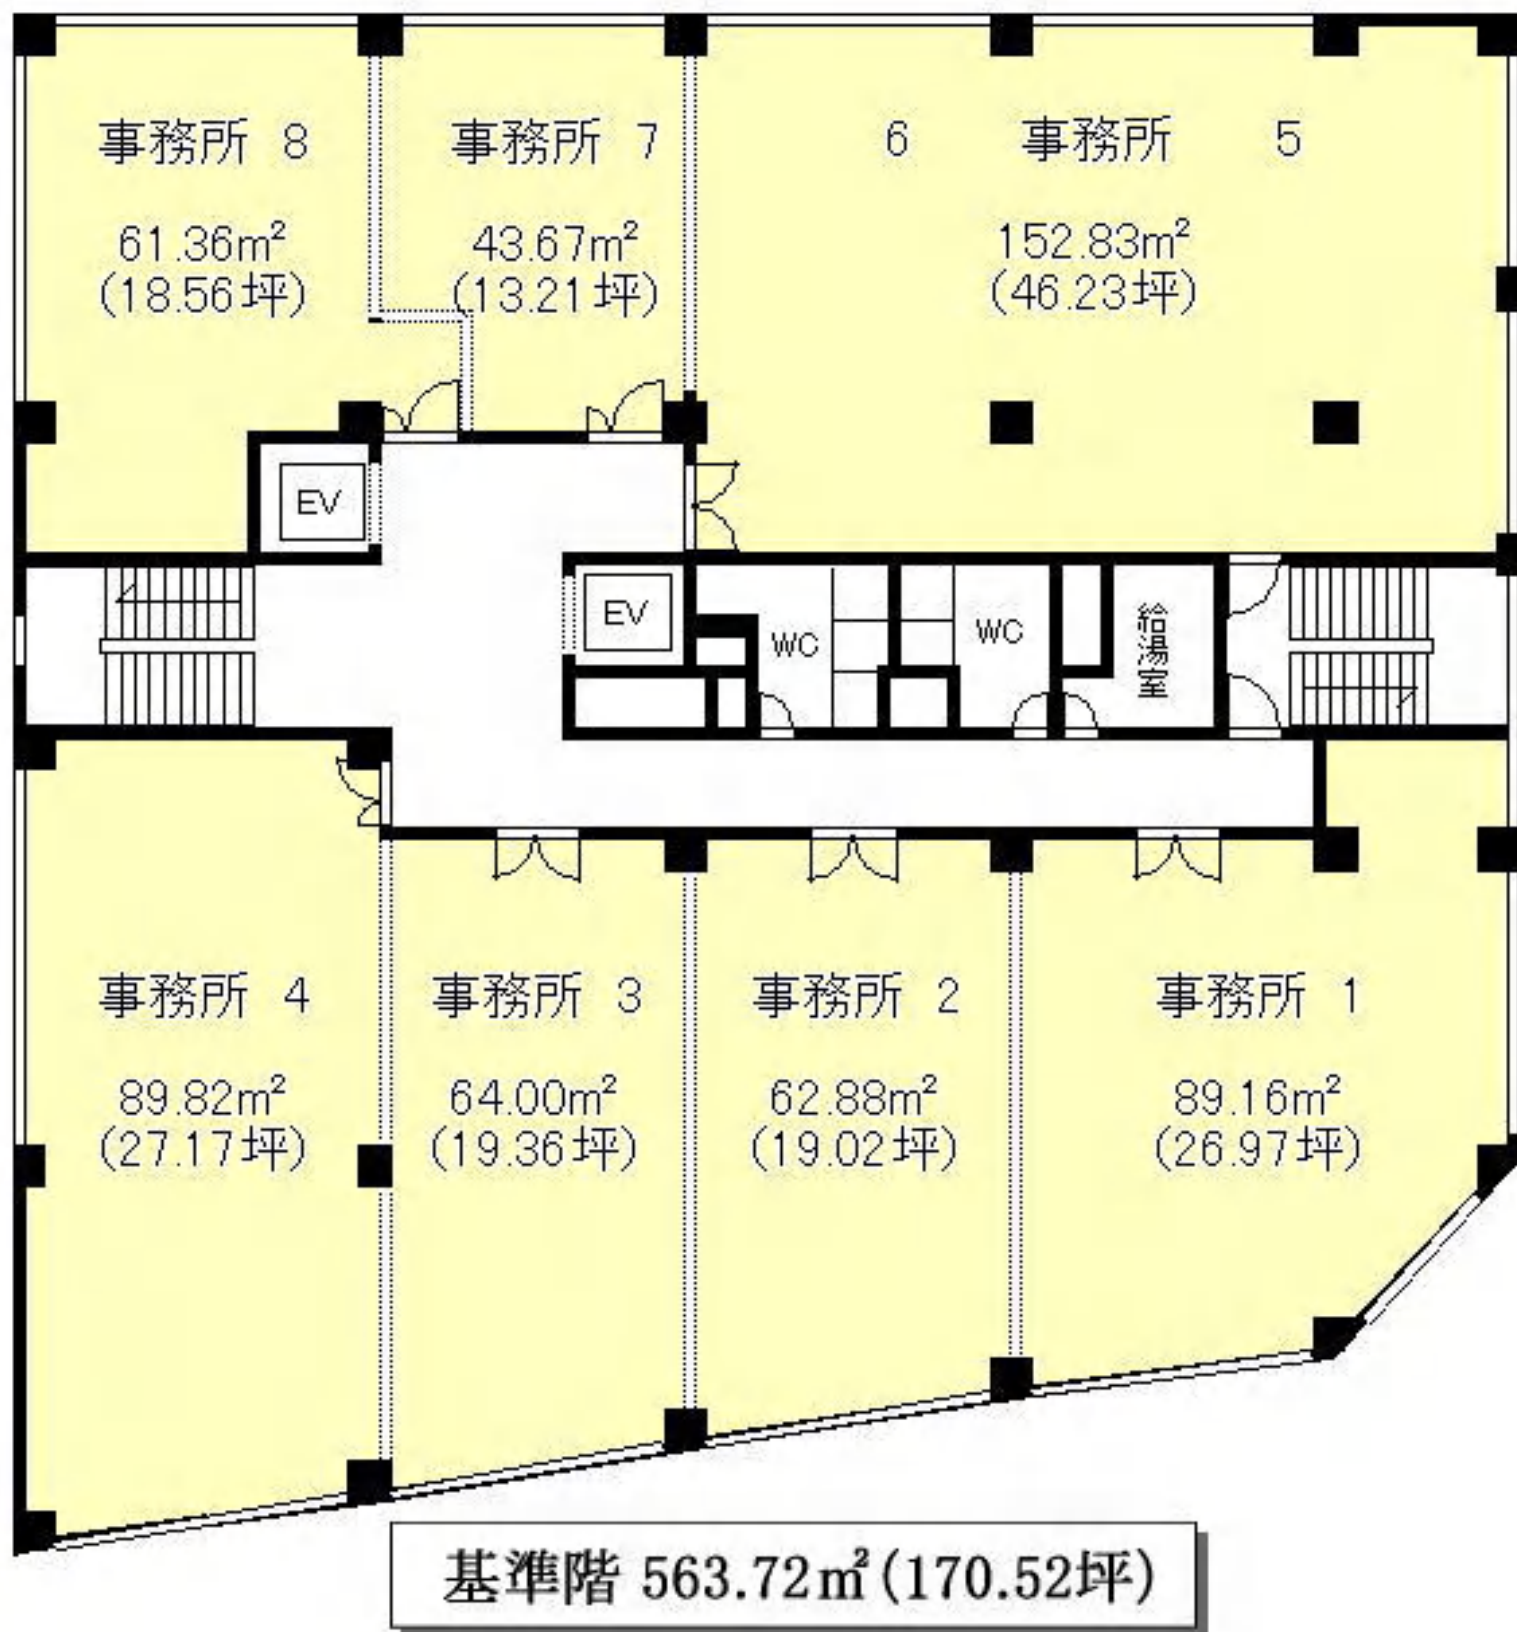 事務所 8
61.36m²
(18.56坪)
事務所 7
43.67m²
(13.21坪)
6 事務所 5
152.83m²
(46.23坪)
EV
EV
WC
WC
給湯室
事務所 4
89.82m²
(27.17坪)
事務所 3
64.00m²
(19.36坪)
事務所 2
62.88m²
(19.02坪)
事務所 1
89.16m²
(26.97坪)
基準階 563.72㎡(170.52坪)